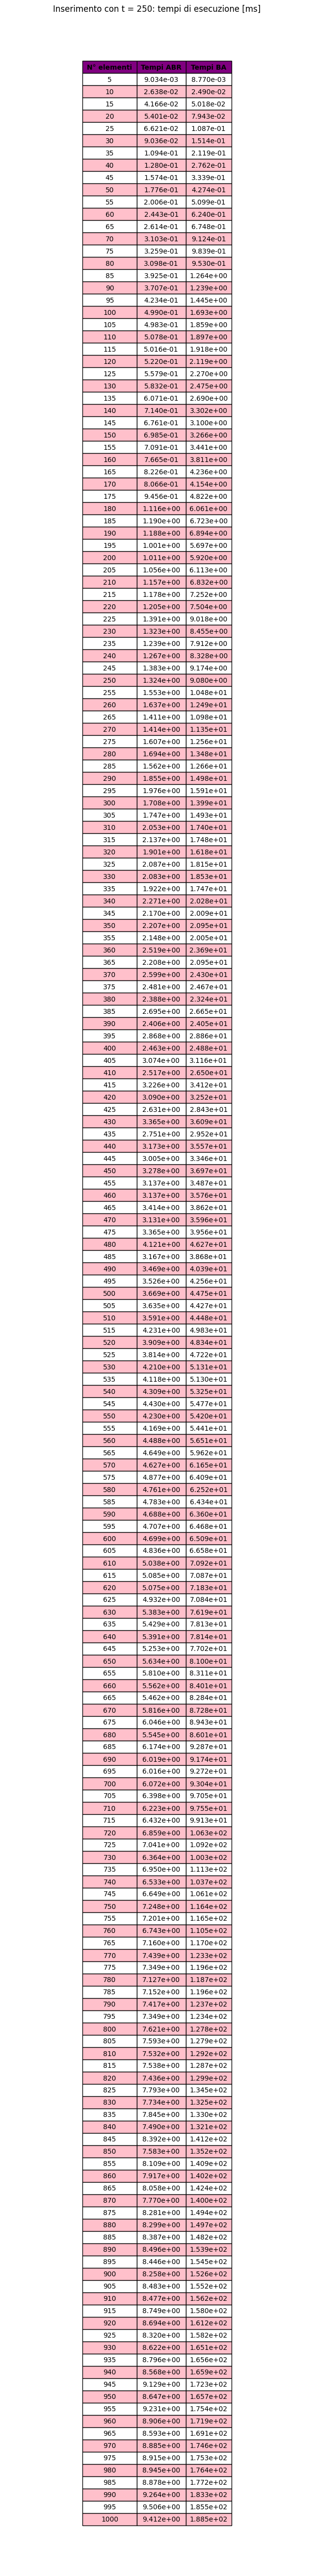 Inserimento con t = 250: tempi di esecuzione [ms]
N° elementi Tempi ABR Tempi BA
5 9.034e-03 8.770e-03
10 2.638e-02 2.490e-02
15 4.166e-02 5.018e-02
20 5.401e-02 7.943e-02
25 6.621e-02 1.087e-01
30 9.036e-02 1.514e-01
35 1.094e-01 2.119e-01
40 1.280e-01 2.762e-01
45 1.574e-01 3.339e-01
50 1.776e-01 4.274e-01
55 2.006e-01 5.099e-01
60 2.443e-01 6.240e-01
65 2.614e-01 6.748e-01
70 3.103e-01 9.124e-01
75 3.259e-01 9.839e-01
80 3.098e-01 9.530e-01
85 3.925e-01 1.264e+00
90 3.707e-01 1.239e+00
95 4.234e-01 1.445e+00
100 4.990e-01 1.693e+00
105 4.983e-01 1.859e+00
110 5.078e-01 1.897e+00
115 5.016e-01 1.918e+00
120 5.220e-01 2.119e+00
125 5.579e-01 2.270e+00
130 5.832e-01 2.475e+00
135 6.071e-01 2.690e+00
140 7.140e-01 3.302e+00
145 6.761e-01 3.100e+00
150 6.985e-01 3.266e+00
155 7.091e-01 3.441e+00
160 7.665e-01 3.811e+00
165 8.226e-01 4.236e+00
170 8.066e-01 4.154e+00
175 9.456e-01 4.822e+00
180 1.116e+00 6.061e+00
185 1.190e+00 6.723e+00
190 1.188e+00 6.894e+00
195 1.001e+00 5.697e+00
200 1.011e+00 5.920e+00
205 1.056e+00 6.113e+00
210 1.157e+00 6.832e+00
215 1.178e+00 7.252e+00
220 1.205e+00 7.504e+00
225 1.391e+00 9.018e+00
230 1.323e+00 8.455e+00
235 1.239e+00 7.912e+00
240 1.267e+00 8.328e+00
245 1.383e+00 9.174e+00
250 1.324e+00 9.080e+00
255 1.553e+00 1.048e+01
260 1.637e+00 1.249e+01
265 1.411e+00 1.098e+01
270 1.414e+00 1.135e+01
275 1.607e+00 1.256e+01
280 1.694e+00 1.348e+01
285 1.562e+00 1.266e+01
290 1.855e+00 1.498e+01
295 1.976e+00 1.591e+01
300 1.708e+00 1.399e+01
305 1.747e+00 1.493e+01
310 2.053e+00 1.740e+01
315 2.137e+00 1.748e+01
320 1.901e+00 1.618e+01
325 2.087e+00 1.815e+01
330 2.083e+00 1.853e+01
335 1.922e+00 1.747e+01
340 2.271e+00 2.028e+01
345 2.170e+00 2.009e+01
350 2.207e+00 2.095e+01
355 2.148e+00 2.005e+01
360 2.519e+00 2.369e+01
365 2.208e+00 2.095e+01
370 2.599e+00 2.430e+01
375 2.481e+00 2.467e+01
380 2.388e+00 2.324e+01
385 2.695e+00 2.665e+01
390 2.406e+00 2.405e+01
395 2.868e+00 2.886e+01
400 2.463e+00 2.488e+01
405 3.074e+00 3.116e+01
410 2.517e+00 2.650e+01
415 3.226e+00 3.412e+01
420 3.090e+00 3.252e+01
425 2.631e+00 2.843e+01
430 3.365e+00 3.609e+01
435 2.751e+00 2.952e+01
440 3.173e+00 3.557e+01
445 3.005e+00 3.346e+01
450 3.278e+00 3.697e+01
455 3.137e+00 3.487e+01
460 3.137e+00 3.576e+01
465 3.414e+00 3.862e+01
470 3.131e+00 3.596e+01
475 3.365e+00 3.956e+01
480 4.121e+00 4.627e+01
485 3.167e+00 3.868e+01
490 3.469e+00 4.039e+01
495 3.526e+00 4.256e+01
500 3.669e+00 4.475e+01
505 3.635e+00 4.427e+01
510 3.591e+00 4.448e+01
515 4.231e+00 4.983e+01
520 3.909e+00 4.834e+01
525 3.814e+00 4.722e+01
530 4.210e+00 5.131e+01
535 4.118e+00 5.130e+01
540 4.309e+00 5.325e+01
545 4.430e+00 5.477e+01
550 4.230e+00 5.420e+01
555 4.169e+00 5.441e+01
560 4.488e+00 5.651e+01
565 4.649e+00 5.962e+01
570 4.627e+00 6.165e+01
575 4.877e+00 6.409e+01
580 4.761e+00 6.252e+01
585 4.783e+00 6.434e+01
590 4.688e+00 6.360e+01
595 4.707e+00 6.468e+01
600 4.699e+00 6.509e+01
605 4.836e+00 6.658e+01
610 5.038e+00 7.092e+01
615 5.085e+00 7.087e+01
620 5.075e+00 7.183e+01
625 4.932e+00 7.084e+01
630 5.383e+00 7.619e+01
635 5.429e+00 7.813e+01
640 5.391e+00 7.814e+01
645 5.253e+00 7.702e+01
650 5.634e+00 8.100e+01
655 5.810e+00 8.311e+01
660 5.562e+00 8.401e+01
665 5.462e+00 8.284e+01
670 5.816e+00 8.728e+01
675 6.046e+00 8.943e+01
680 5.545e+00 8.601e+01
685 6.174e+00 9.287e+01
690 6.019e+00 9.174e+01
695 6.016e+00 9.272e+01
700 6.072e+00 9.304e+01
705 6.398e+00 9.705e+01
710 6.223e+00 9.755e+01
715 6.432e+00 9.913e+01
720 6.859e+00 1.063e+02
725 7.041e+00 1.092e+02
730 6.364e+00 1.003e+02
735 6.950e+00 1.113e+02
740 6.533e+00 1.037e+02
745 6.649e+00 1.061e+02
750 7.248e+00 1.164e+02
755 7.201e+00 1.165e+02
760 6.743e+00 1.105e+02
765 7.160e+00 1.170e+02
770 7.439e+00 1.233e+02
775 7.349e+00 1.196e+02
780 7.127e+00 1.187e+02
785 7.152e+00 1.196e+02
790 7.417e+00 1.237e+02
795 7.349e+00 1.234e+02
800 7.621e+00 1.278e+02
805 7.593e+00 1.279e+02
810 7.532e+00 1.292e+02
815 7.538e+00 1.287e+02
820 7.436e+00 1.299e+02
825 7.793e+00 1.345e+02
830 7.734e+00 1.325e+02
835 7.845e+00 1.330e+02
840 7.490e+00 1.321e+02
845 8.392e+00 1.412e+02
850 7.583e+00 1.352e+02
855 8.109e+00 1.409e+02
860 7.917e+00 1.402e+02
865 8.058e+00 1.424e+02
870 7.770e+00 1.400e+02
875 8.281e+00 1.494e+02
880 8.299e+00 1.497e+02
885 8.387e+00 1.482e+02
890 8.496e+00 1.539e+02
895 8.446e+00 1.545e+02
900 8.258e+00 1.526e+02
905 8.483e+00 1.552e+02
910 8.477e+00 1.562e+02
915 8.749e+00 1.580e+02
920 8.694e+00 1.612e+02
925 8.320e+00 1.582e+02
930 8.622e+00 1.651e+02
935 8.796e+00 1.656e+02
940 8.568e+00 1.659e+02
945 9.129e+00 1.723e+02
950 8.647e+00 1.657e+02
955 9.231e+00 1.754e+02
960 8.906e+00 1.719e+02
965 8.593e+00 1.691e+02
970 8.885e+00 1.746e+02
975 8.915e+00 1.753e+02
980 8.945e+00 1.764e+02
985 8.878e+00 1.772e+02
990 9.264e+00 1.833e+02
995 9.506e+00 1.855e+02
1000 9.412e+00 1.885e+02